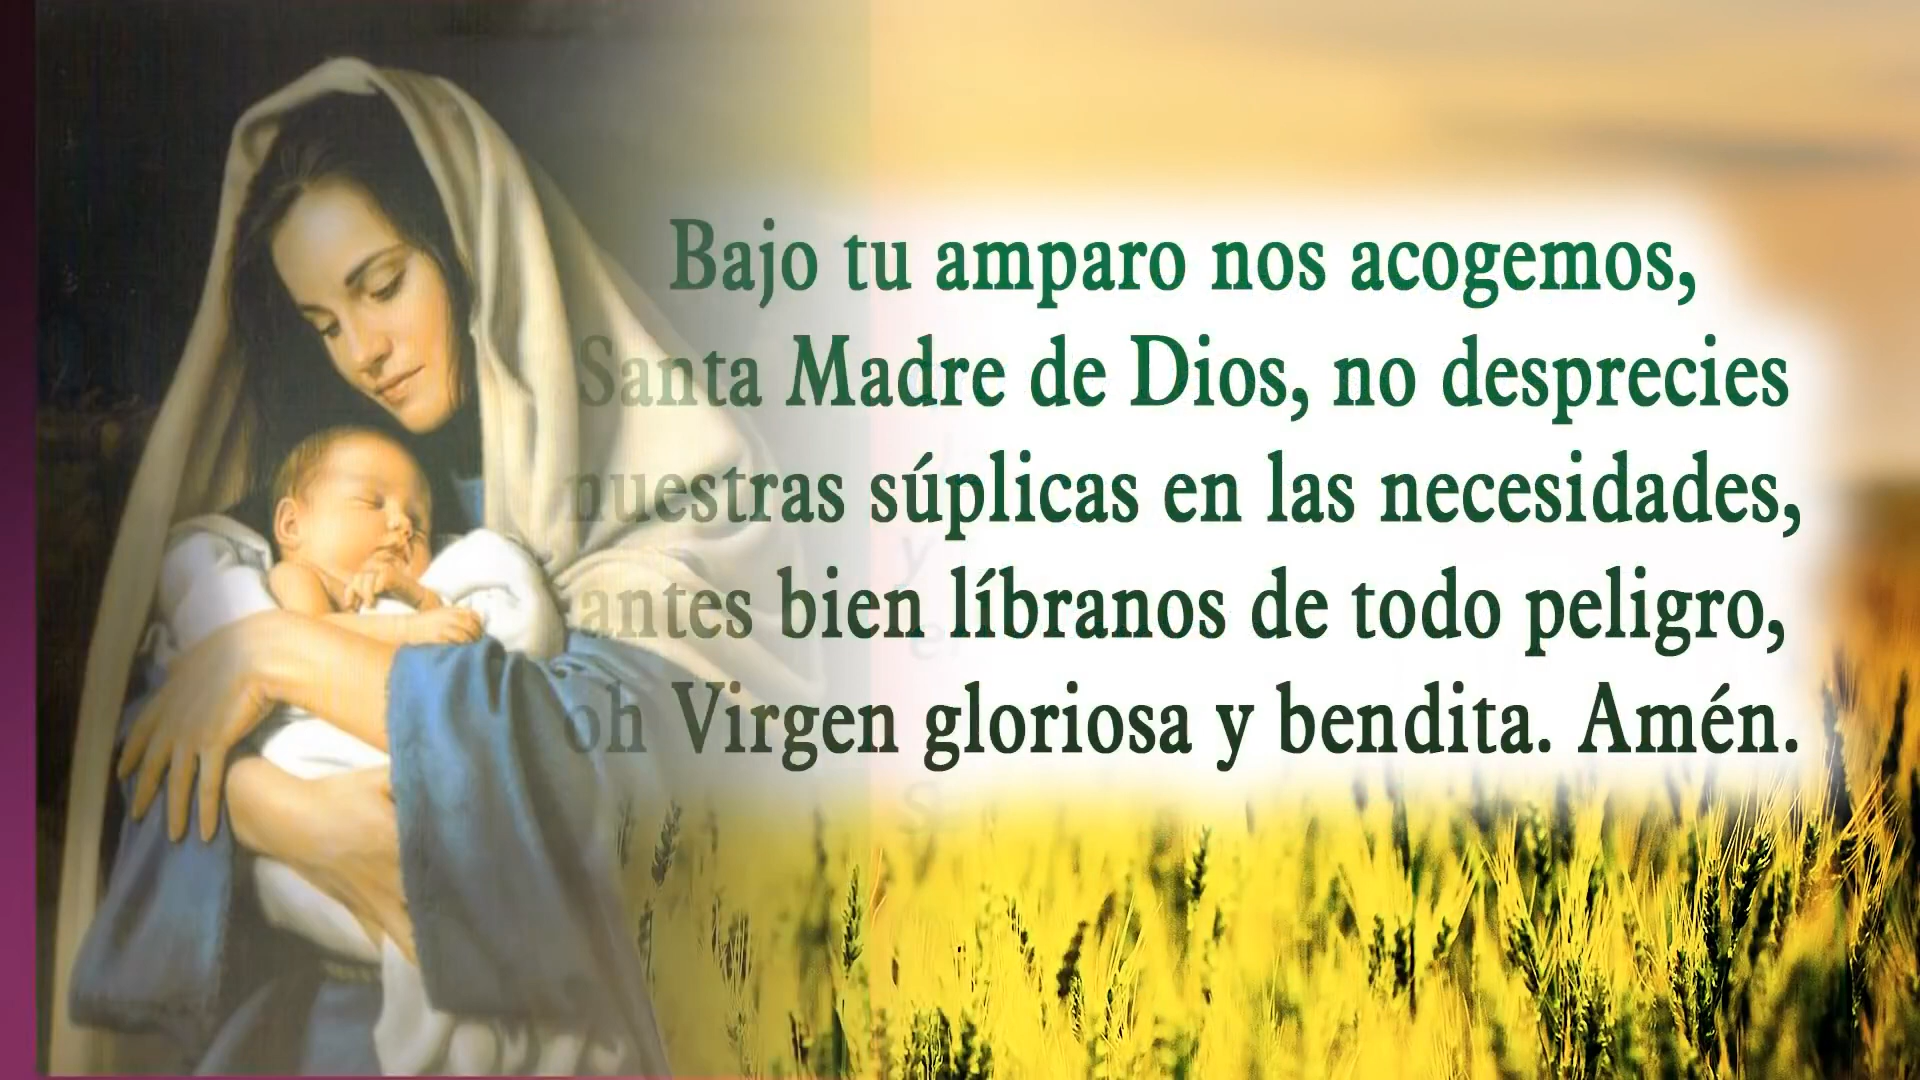 Bajo tu amparo nos acogemos,
Santa Madre de Dios, no desprecies
nuestras súplicas en las necesidades,
antes bien líbranos de todo peligro,
oh Virgen gloriosa y bendita. Amén.